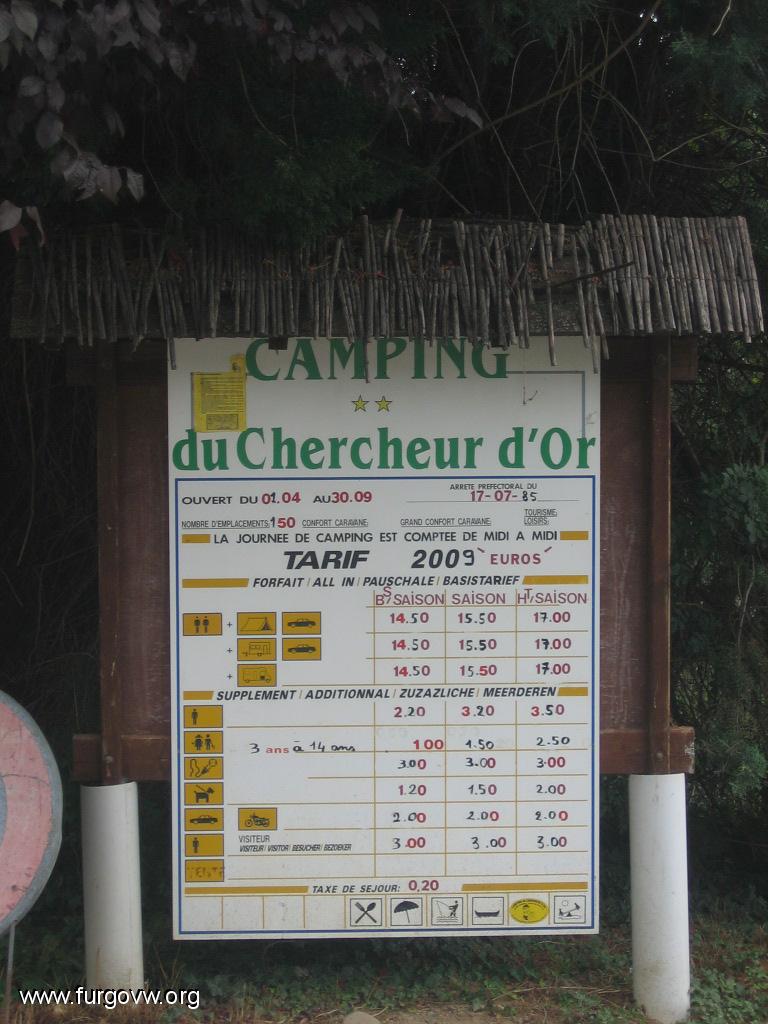 CAMPING
du Chercheur d'Or
OUVERT DU 01.04 AU 30.09
ARRETE PREFECTORAL DU
17-07-85
NOMBRE D'EMPLACEMENTS: 150 CONFORT CARAVANE: GRAND CONFORT CARAVANE: TOURISME:
LOISIRS:
LA JOURNEE DE CAMPING EST COMPTEE DE MIDI A MIDI
TARIF 2009 "EUROS"
FORFAIT / ALL IN / PAUSCHALE / BASISTARIEF
BS/SAISON SAISON HT/SAISON
+ 14.50 15.50 17.00
+ 14.50 15.50 17.00
+ 14.50 15.50 17.00
SUPPLEMENT / ADDITIONNAL / ZUZAZLICHE / MEERDEREN
2.20 3.20 3.50
3 ans à 14 ans 1.00 1.50 2.50
3.00 3.00 3.00
1.20 1.50 2.00
2.00 2.00 2.00
VISITEUR
VISITEUR / VISITOR / BESUCHER / BEZOEKER 3.00 3.00 3.00
TAXE DE SEJOUR: 0,20
www.furgovw.org